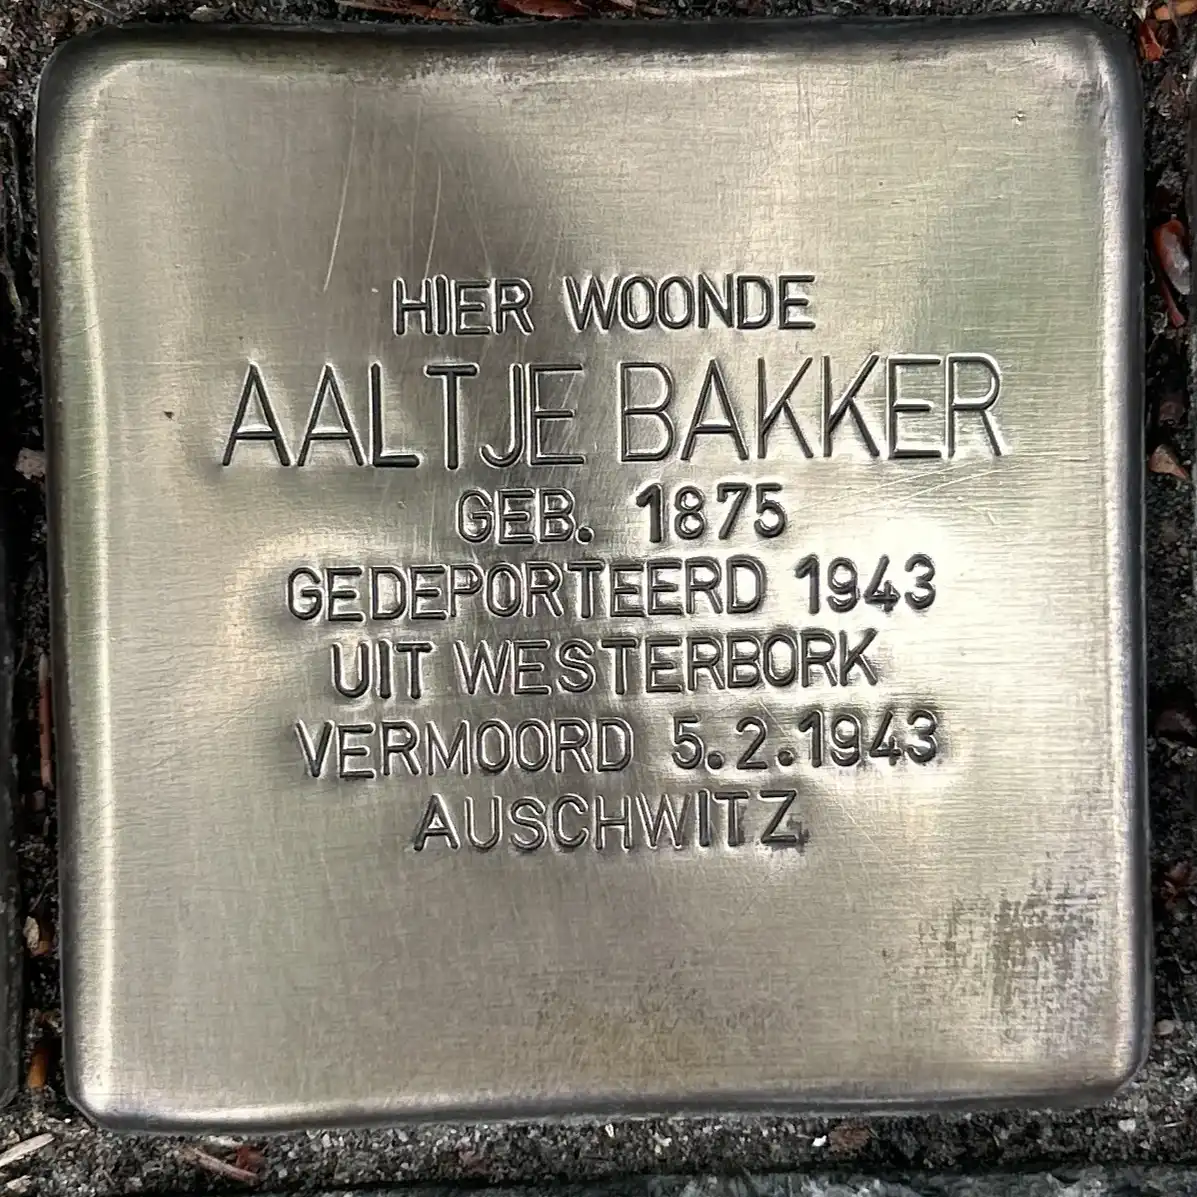 HIER WOONDE
AALTJE BAKKER
GEB. 1875
GEDEPORTEERD 1943
UIT WESTERBORK
VERMOORD 5.2.1943
AUSCHWITZ